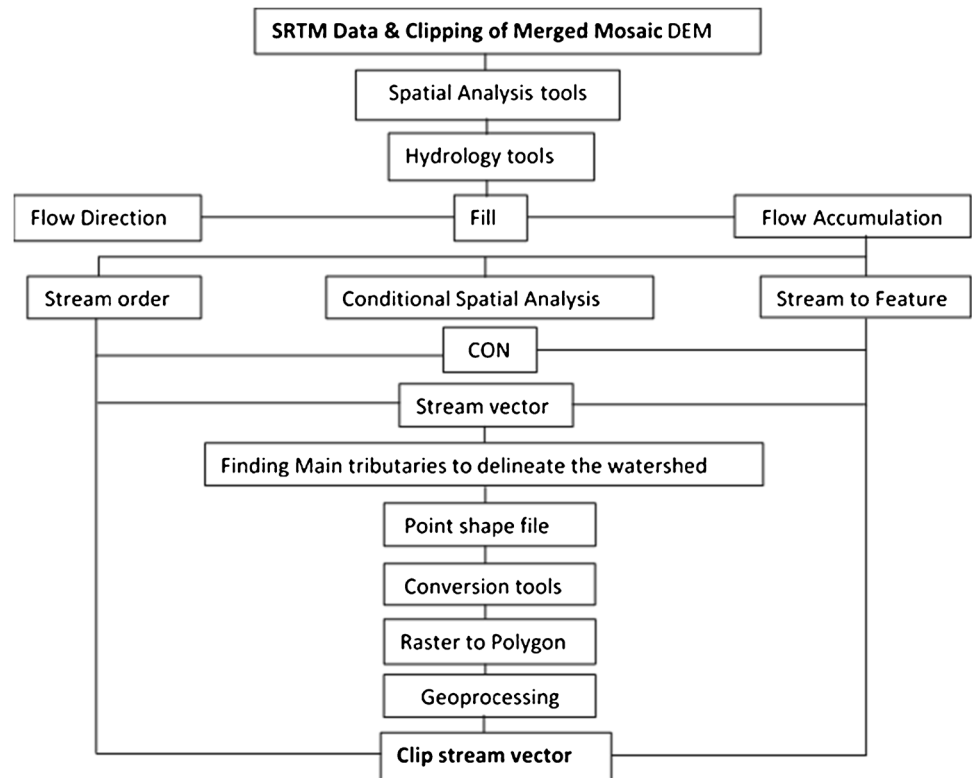 SRTM Data & Clipping of Merged Mosaic DEM
Spatial Analysis tools
Hydrology tools
Flow Direction
Fill
Flow Accumulation
Stream order
Conditional Spatial Analysis
Stream to Feature
CON
Stream vector
Finding Main tributaries to delineate the watershed
Point shape file
Conversion tools
Raster to Polygon
Geoprocessing
Clip stream vector